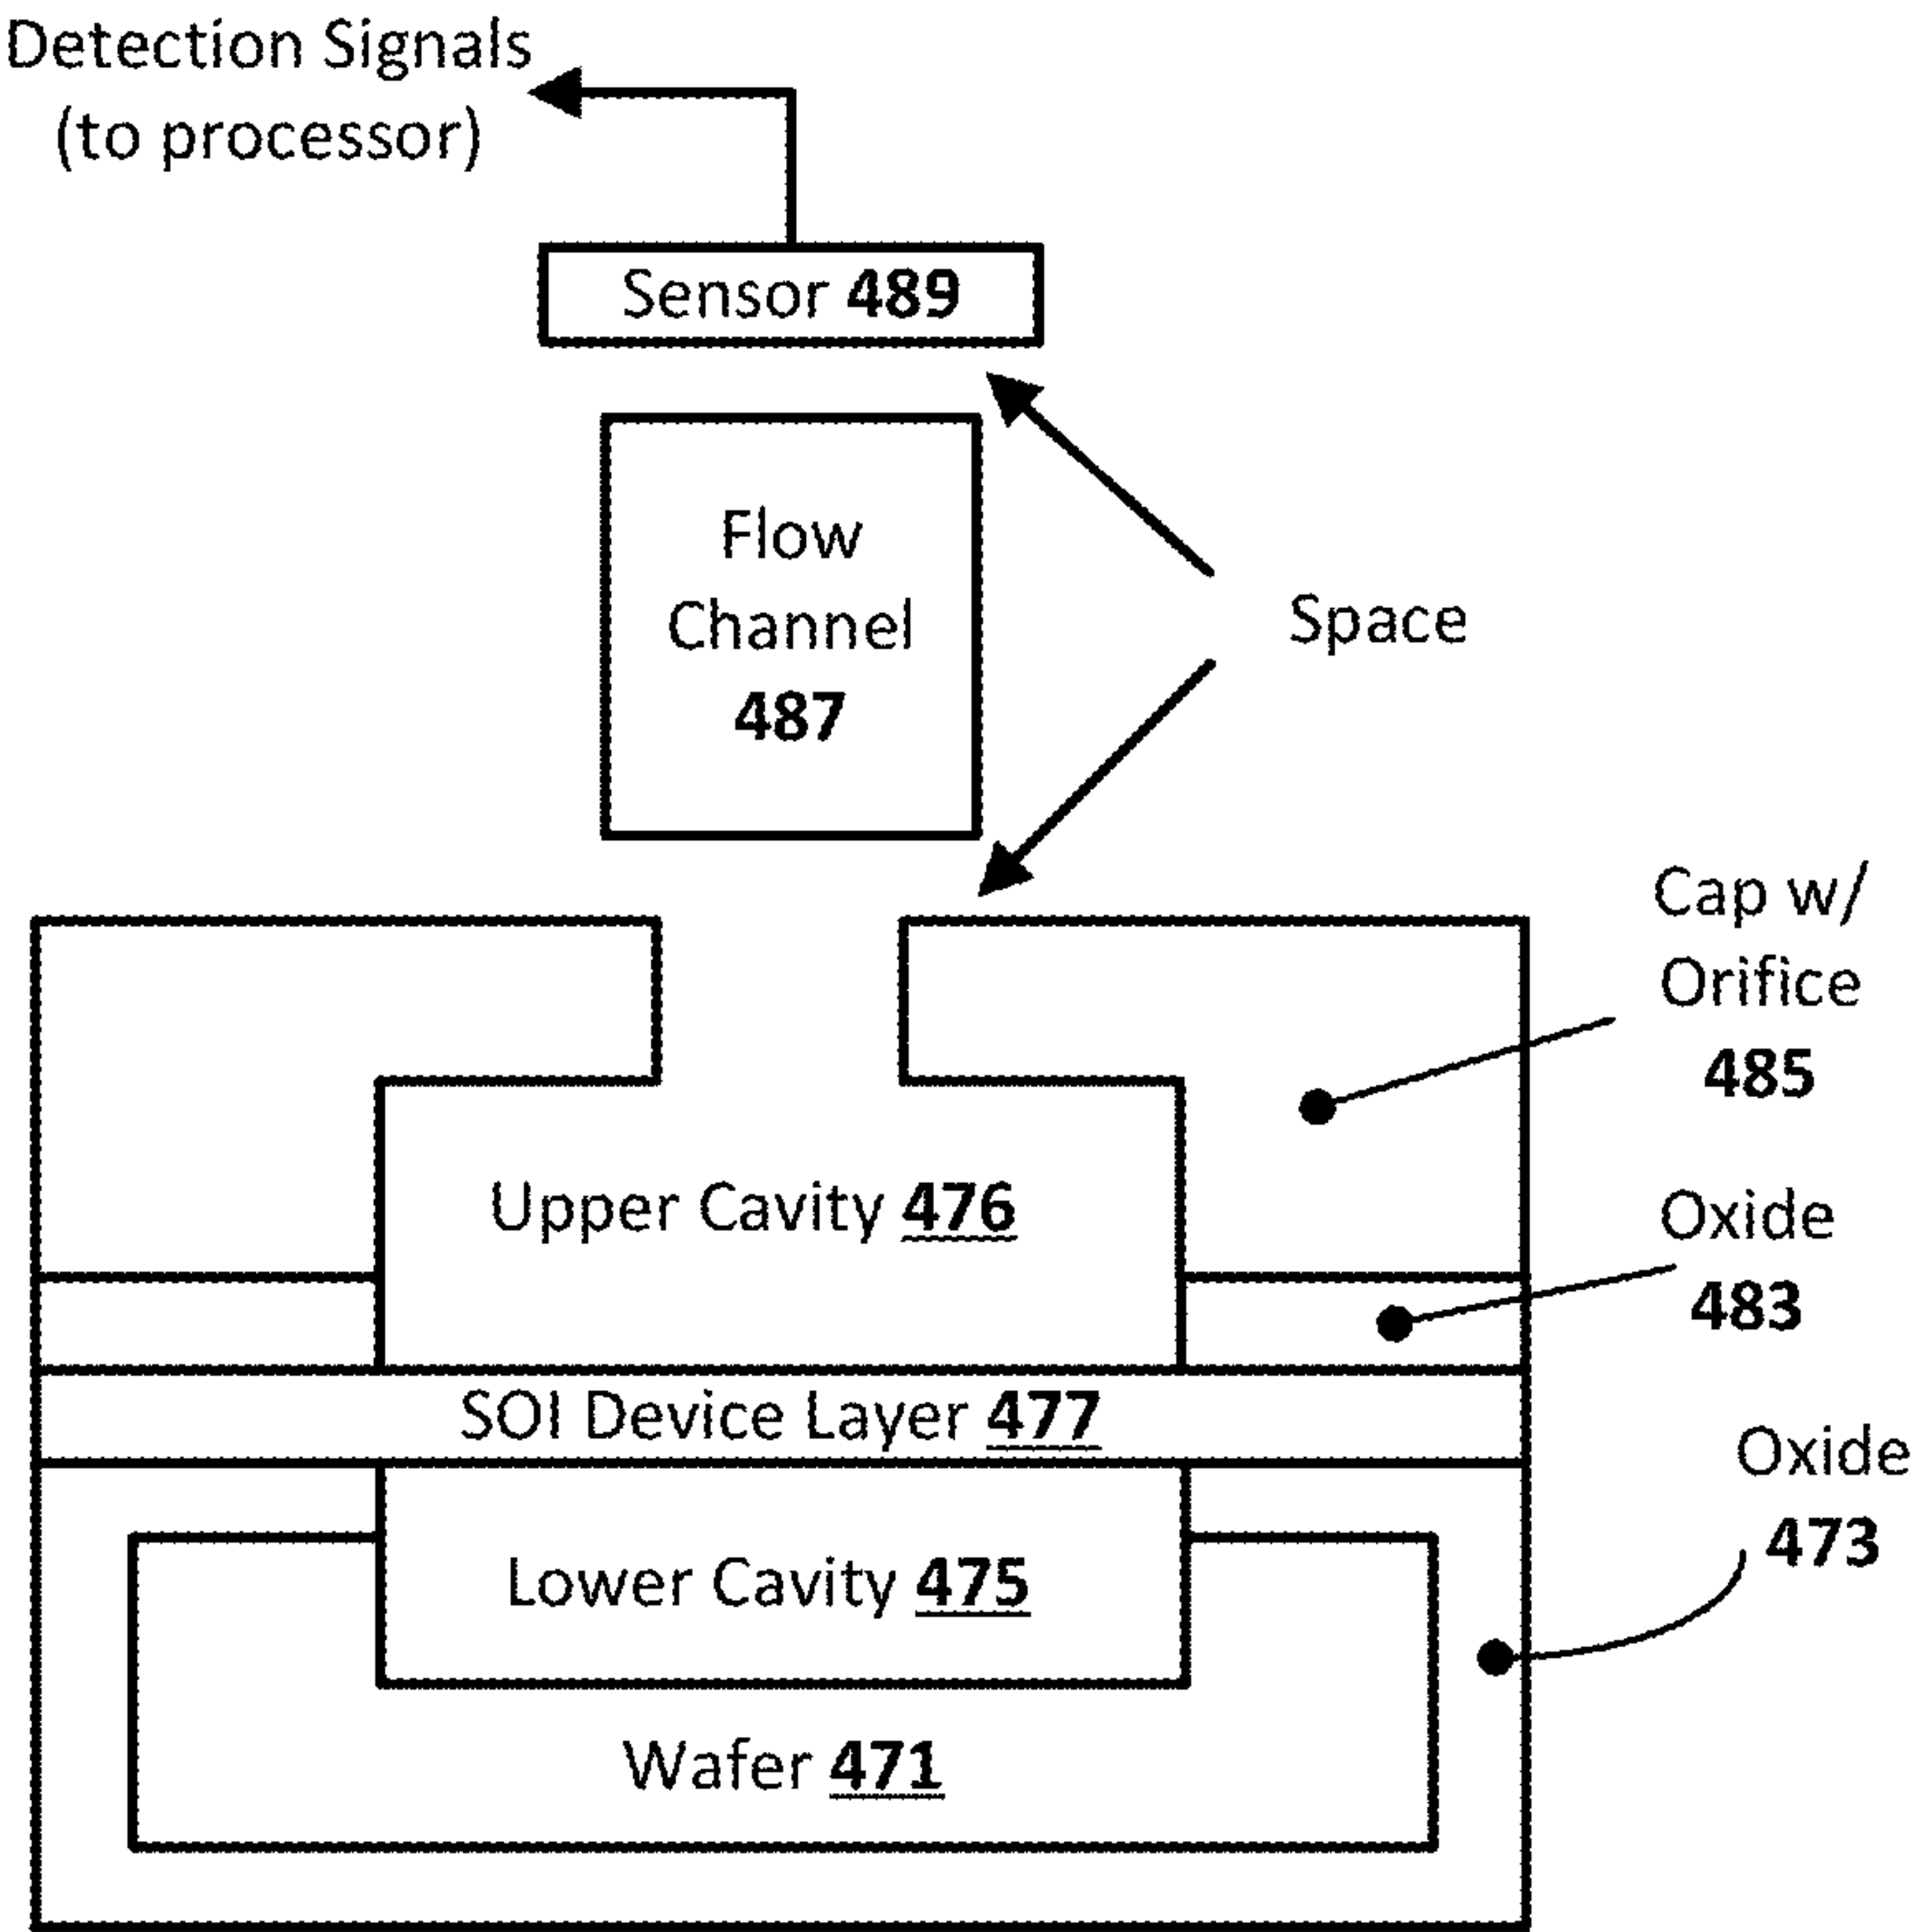 Detection Signals
(to processor)
Sensor 489
Flow
Channel
487
Space
Cap w/
Orifice
485
Upper Cavity 476
Oxide
483
SOI Device Layer 477
Oxide
473
Lower Cavity 475
Wafer 471